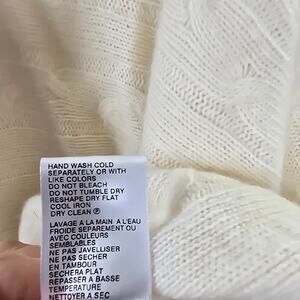 HAND WASH COLD
SEPARATELY OR WITH
LIKE COLORS
DO NOT BLEACH
DO NOT TUMBLE DRY
RESHAPE DRY FLAT
COOL IRON
DRY CLEAN Ⓟ
LAVAGE A LA MAIN A L'EAU
FROIDE SEPAREMENT OU
AVEC COULEURS
SEMBLABLES
NE PAS JAVELLISER
NE PAS SECHER
EN TAMBOUR
SECHERA PLAT
REPASSER A BASSE
TEMPERATURE
NETTOYER A SEC